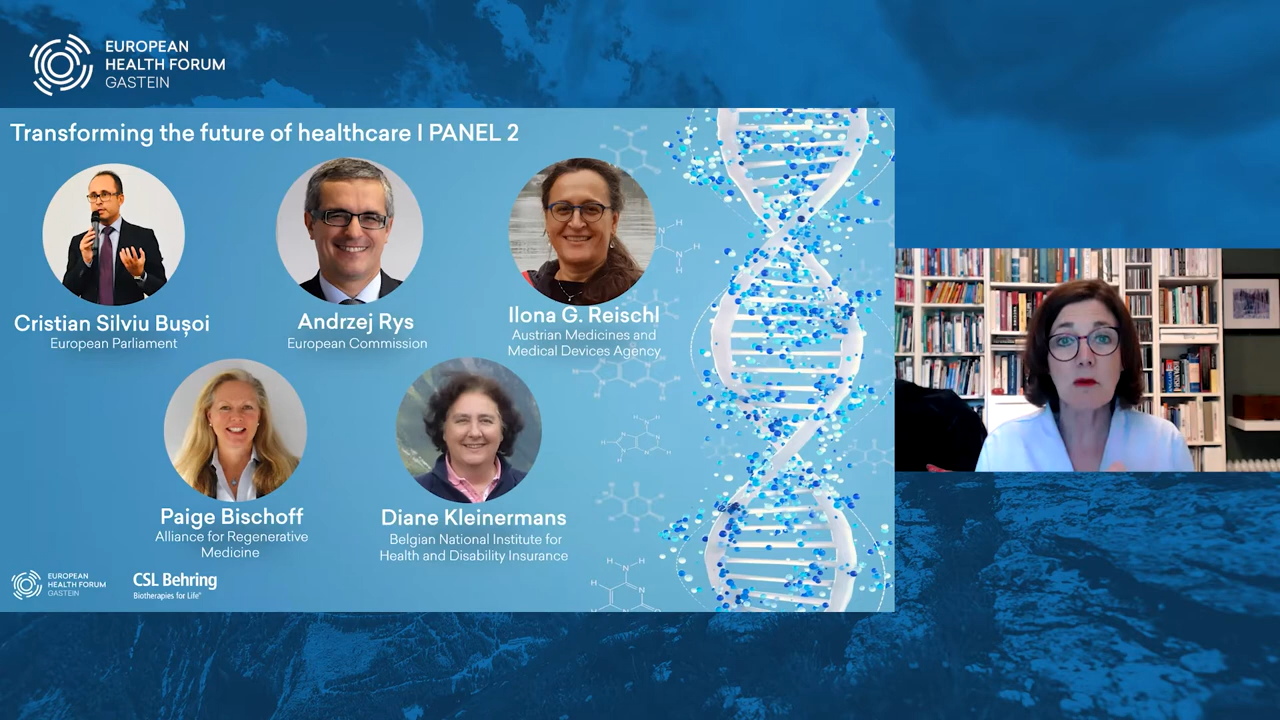 EUROPEAN
HEALTH FORUM
GASTEIN
Transforming the future of healthcare I PANEL 2
Cristian Silviu Bușoi
European Parliament
Andrzej Rys
European Commission
Ilona G. Reischl
Austrian Medicines and
Medical Devices Agency
Paige Bischoff
Alliance for Regenerative
Medicine
Diane Kleinermans
Belgian National Institute for
Health and Disability Insurance
EUROPEAN
HEALTH FORUM
GASTEIN
CSL Behring
Biotherapies for Life®